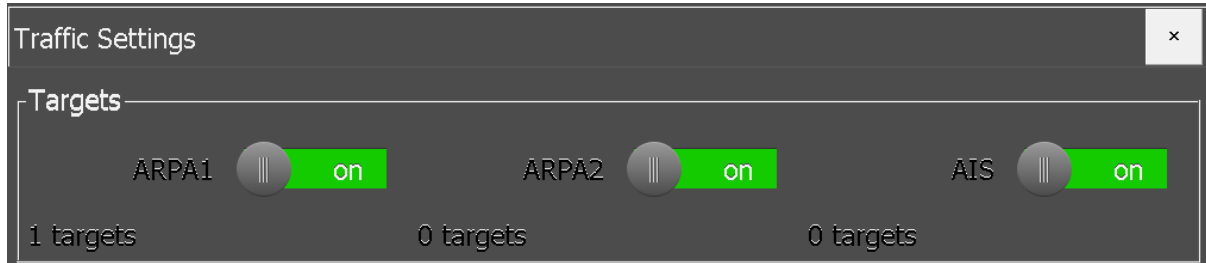 Traffic Settings ×
Targets
ARPA1 on ARPA2 on AIS on
1 targets 0 targets 0 targets